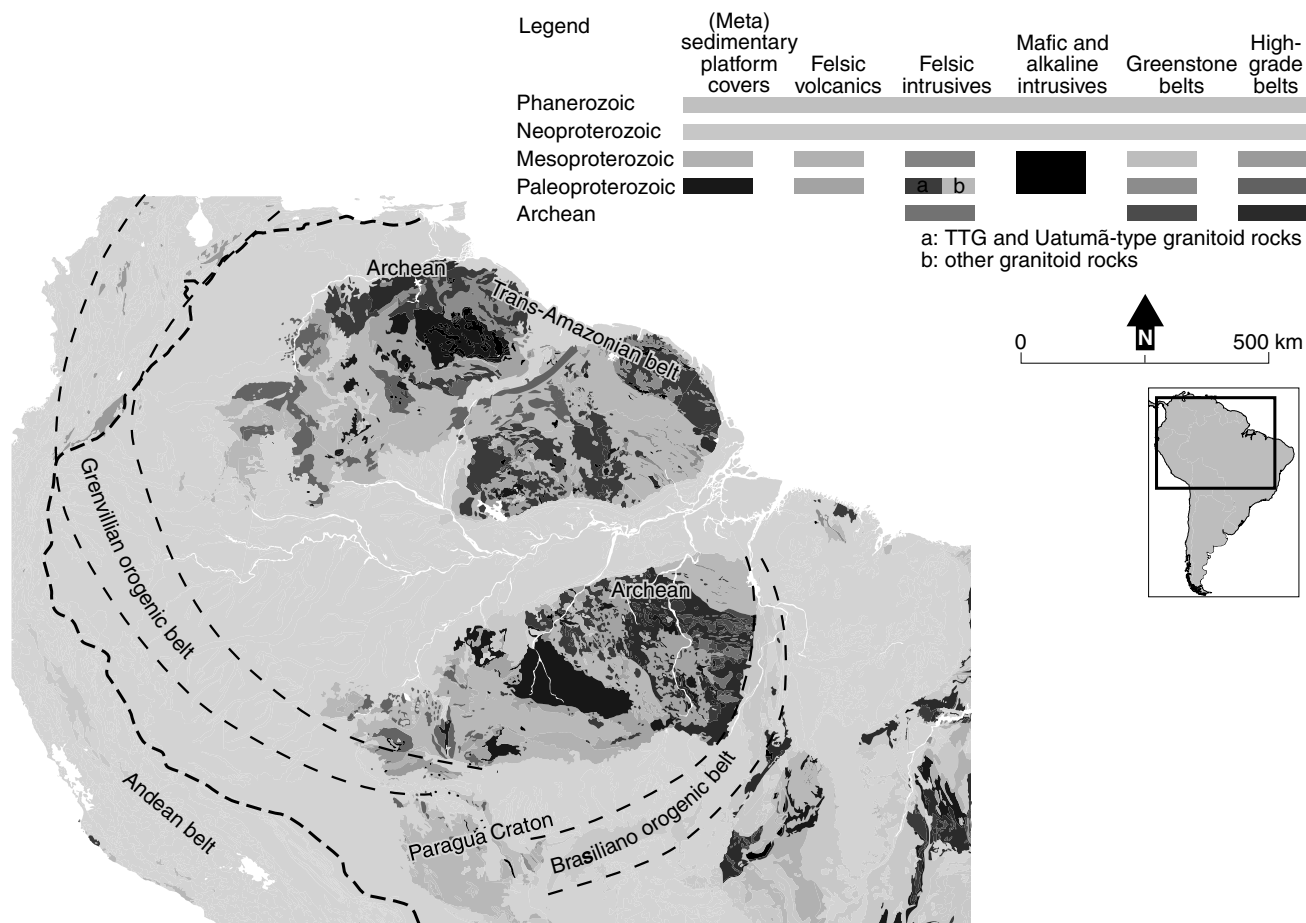 Legend
(Meta)
sedimentary
platform
covers
Felsic
volcanics
Felsic
intrusives
Mafic and
alkaline
intrusives
Greenstone
belts
High-
grade
belts
Phanerozoic
Neoproterozoic
Mesoproterozoic
Paleoproterozoic
a
b
Archean
a: TTG and Uatumã-type granitoid rocks
b: other granitoid rocks
N
0
500 km
Archean
Trans-Amazonian belt
Grenvillian orogenic belt
Archean
Andean belt
Paraguá Craton
Brasiliano orogenic belt